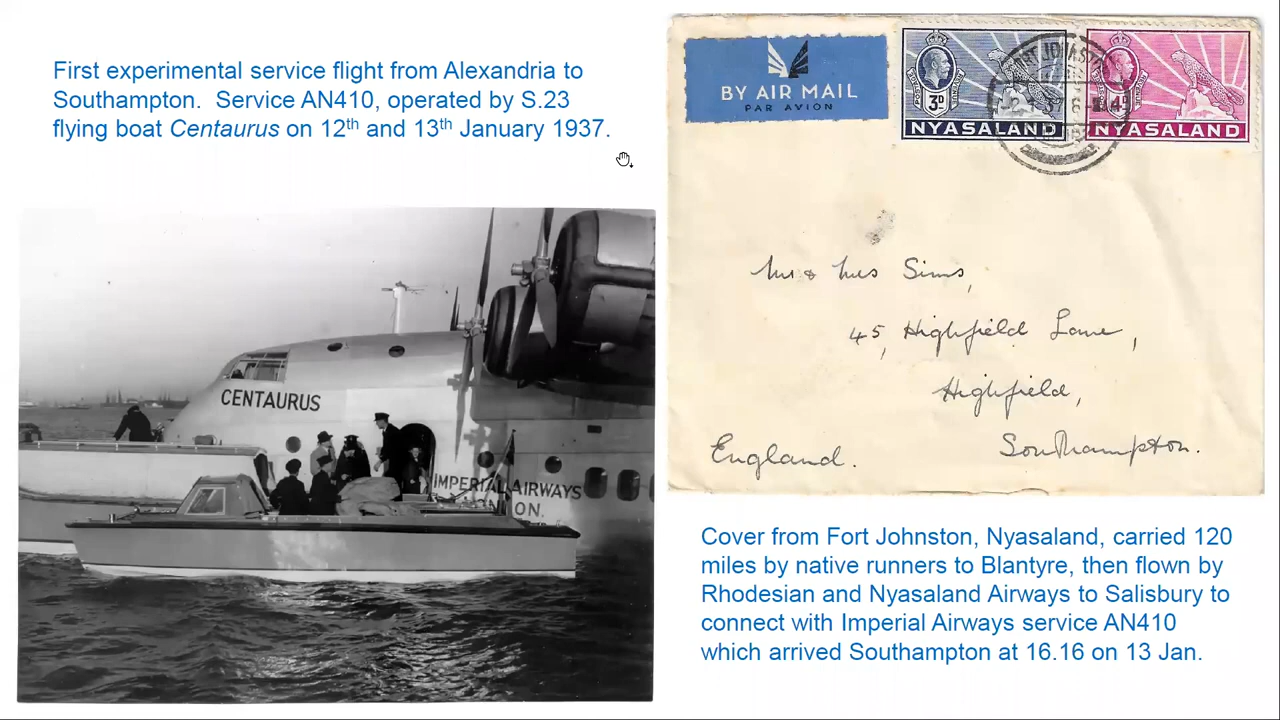 First experimental service flight from Alexandria to
Southampton. Service AN410, operated by S.23
flying boat Centaurus on 12th and 13th January 1937.
CENTAURUS
IMPERIAL AIRWAYS
BY AIR MAIL
PAR AVION
3D
NYASALAND
NYASALAND
Mr & Mrs Sims,
45, Highfield Lane,
Highfield,
Southampton.
England.
Cover from Fort Johnston, Nyasaland, carried 120
miles by native runners to Blantyre, then flown by
Rhodesian and Nyasaland Airways to Salisbury to
connect with Imperial Airways service AN410
which arrived Southampton at 16.16 on 13 Jan.